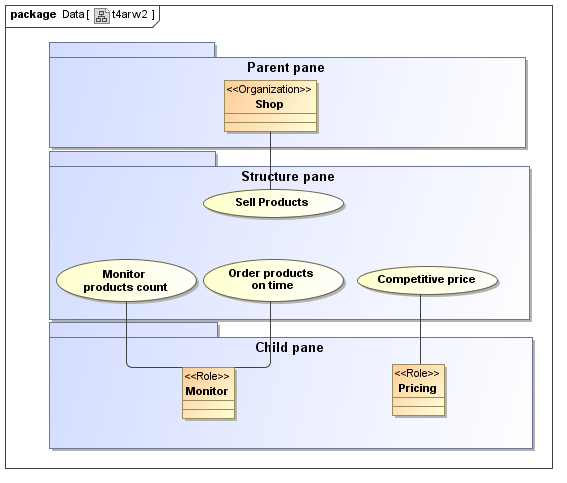 package Data[ t4arw2 ]
Parent pane
<<Organization>>
Shop
Structure pane
Sell Products
Monitor
products count
Order products
on time
Competitive price
Child pane
<<Role>>
Monitor
<<Role>>
Pricing